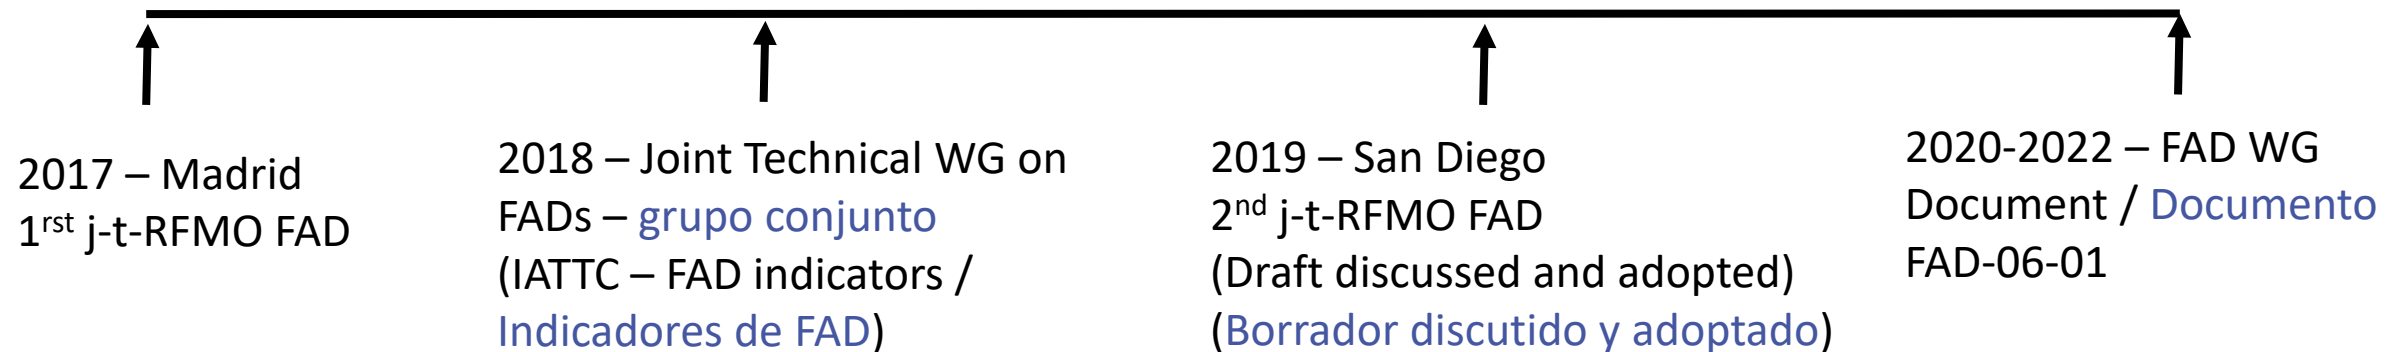 2017 – Madrid
1rst j-t-RFMO FAD
2018 – Joint Technical WG on
FADs – grupo conjunto
(IATTC – FAD indicators /
Indicadores de FAD)
2019 – San Diego
2nd j-t-RFMO FAD
(Draft discussed and adopted)
(Borrador discutido y adoptado)
2020-2022 – FAD WG
Document / Documento
FAD-06-01